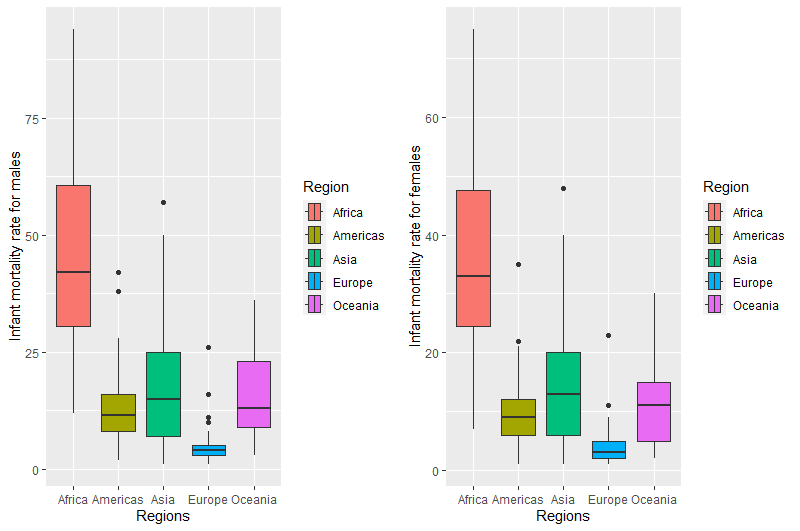 Infant mortality rate for males
75
50
25
0
Africa Americas Asia Europe Oceania
Regions
Region
Africa
Americas
Asia
Europe
Oceania
Infant mortality rate for females
60
40
20
0
Africa Americas Asia Europe Oceania
Regions
Region
Africa
Americas
Asia
Europe
Oceania